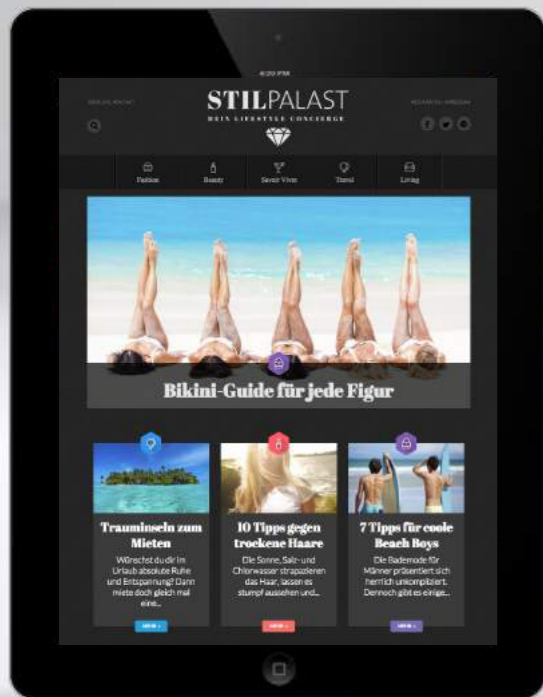 4:20 PM
STILPALAST
DEIN LIFESTYLE CONCIERGE
Fashion
Beauty
Savoir Vivre
Travel
Living
Bikini-Guide für jede Figur
Trauminseln zum
Mieten
Wünschst du dir im
Urlaub absolute Ruhe
und Entspannung? Dann
miete doch gleich mal
eine...
MEHR »
10 Tipps gegen
trockene Haare
Die Sonne, Salz- und
Chlorwasser strapazieren
das Haar, lassen es
stumpf aussehen und...
MEHR »
7 Tipps für coole
Beach Boys
Die Bademode für
Männer präsentiert sich
herrlich unkompliziert.
Dennoch gibt es einige...
MEHR »